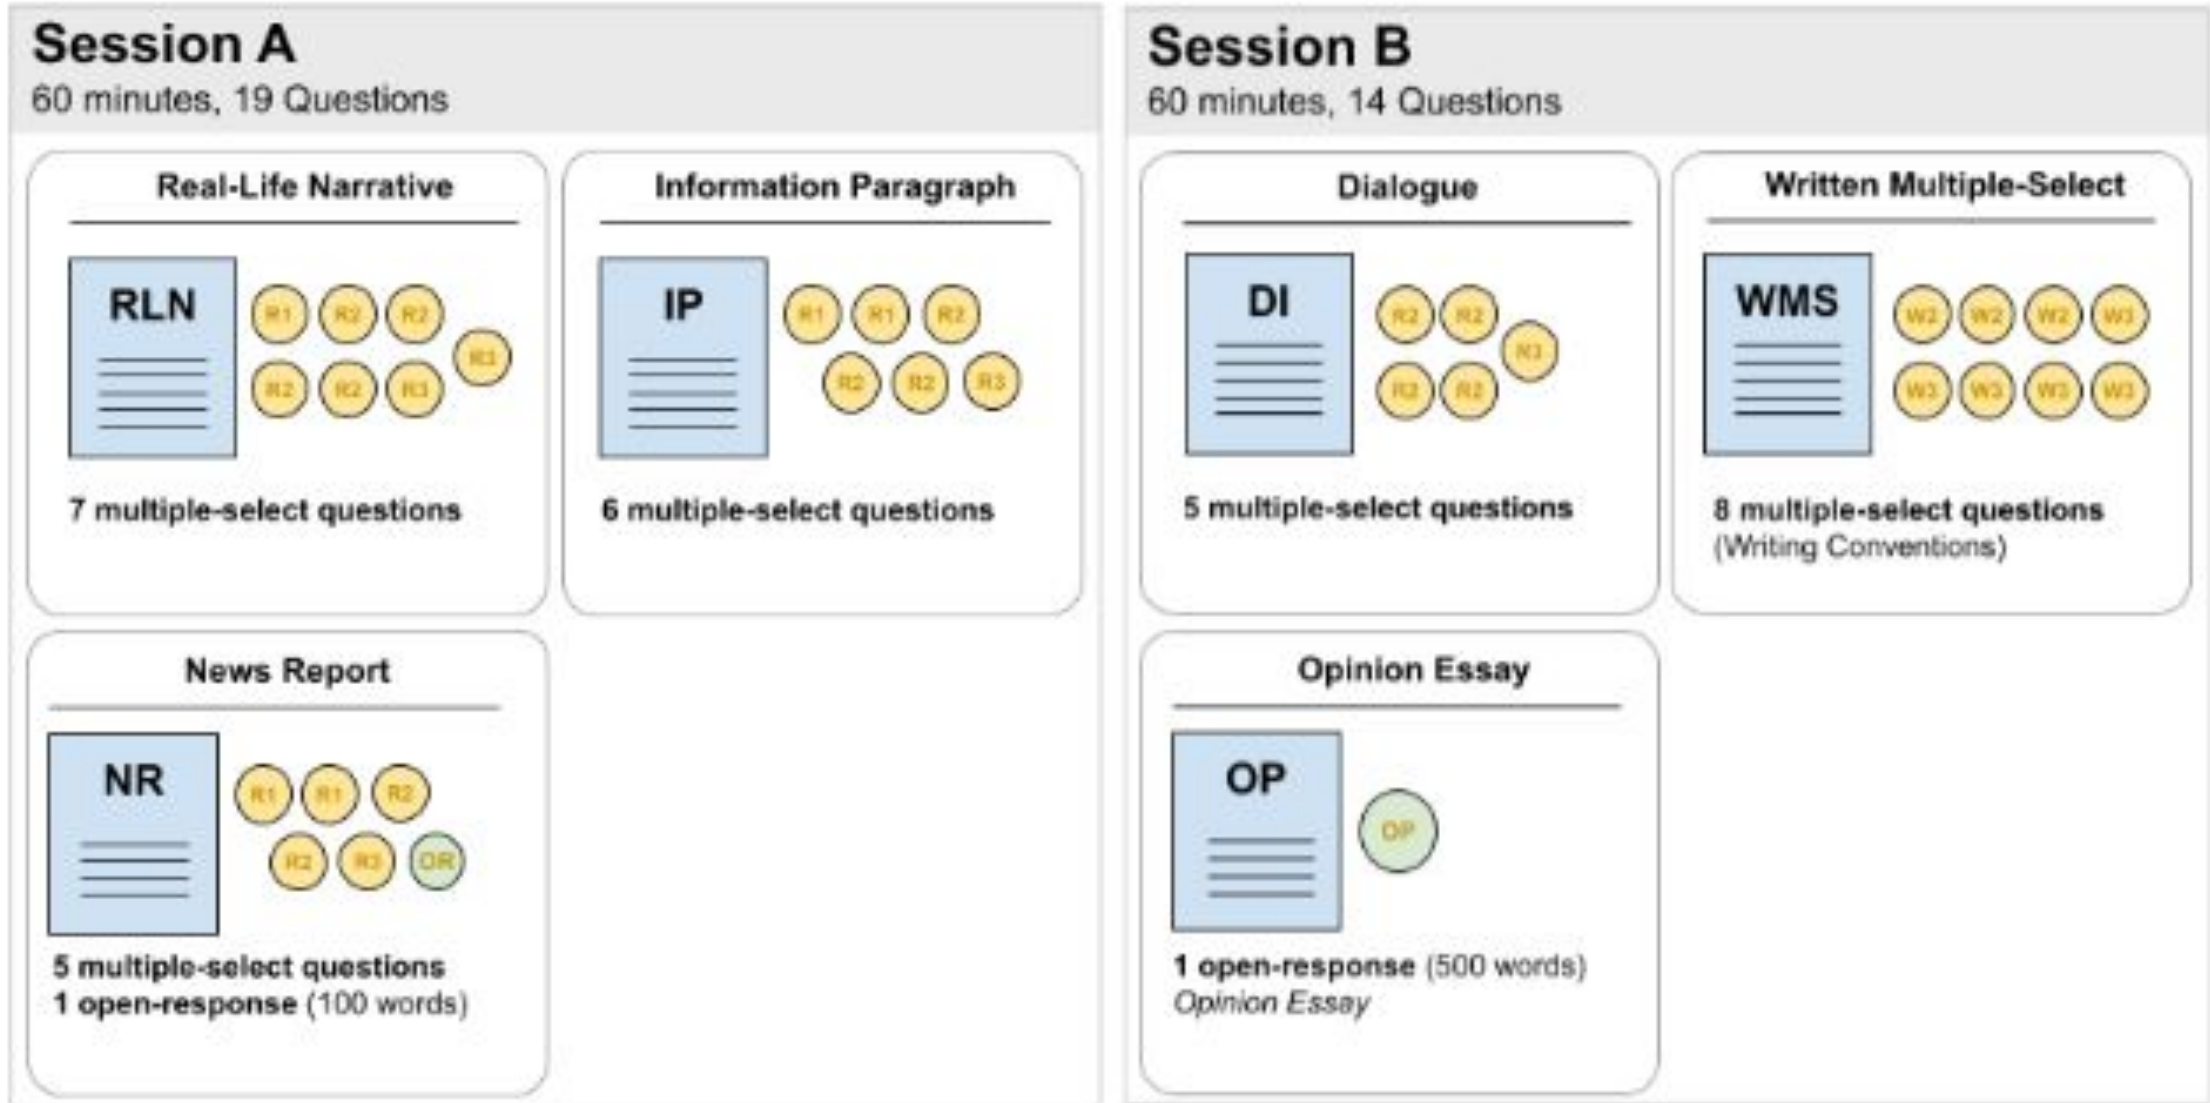 Session A
60 minutes, 19 Questions
Real-Life Narrative
RLN
R1 R2 R2
R3
R2 R2 R3
7 multiple-select questions
Information Paragraph
IP
R1 R1 R2
R2 R2 R3
6 multiple-select questions
News Report
NR
R1 R1 R2
R2 R3 OR
5 multiple-select questions
1 open-response (100 words)
Session B
60 minutes, 14 Questions
Dialogue
DI
R2 R2
R3
R2 R2
5 multiple-select questions
Written Multiple-Select
WMS
W2 W2 W2 W3
W3 W3 W3 W3
8 multiple-select questions
(Writing Conventions)
Opinion Essay
OP
OP
1 open-response (500 words)
Opinion Essay